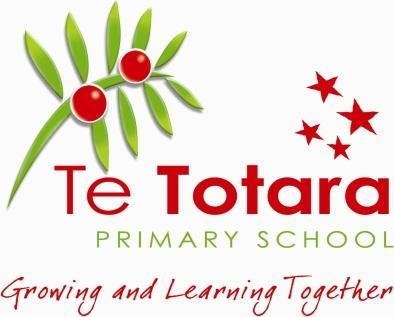 Te Totara
PRIMARY SCHOOL
Growing and Learning Together